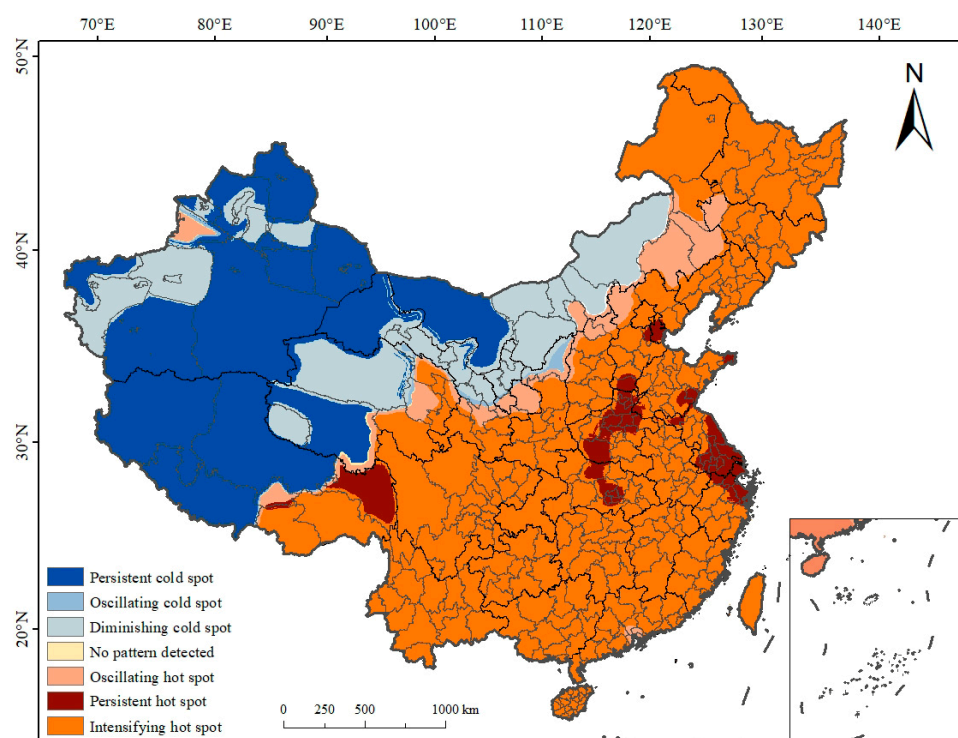 70°E 80°E 90°E 100°E 110°E 120°E 130°E 140°E
50°N
40°N
30°N
20°N
N
Persistent cold spot
Oscillating cold spot
Diminishing cold spot
No pattern detected
Oscillating hot spot
Persistent hot spot
Intensifying hot spot
0 250 500 1000 km